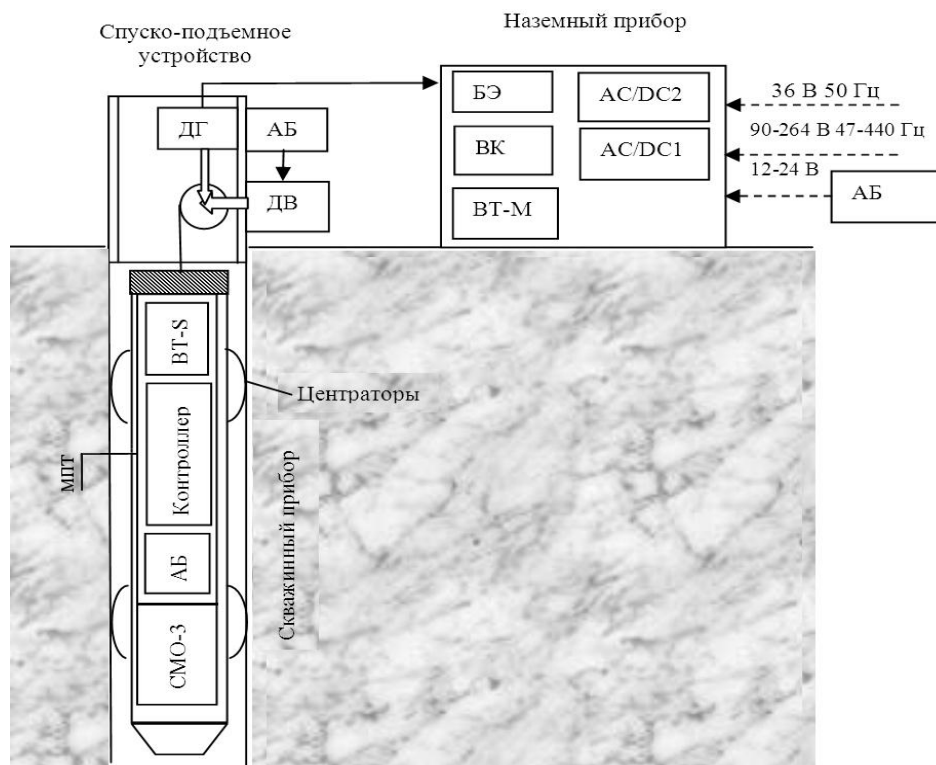 Спуско-подъемное
устройство
Наземный прибор
ДГ
АБ
ДВ
БЭ
AC/DC2
ВК
AC/DC1
ВТ-М
36 В 50 Гц
90-264 В 47-440 Гц
12-24 В
АБ
BT-S
Центраторы
Контроллер
МПТ
Скважинный прибор
АБ
СМО-3